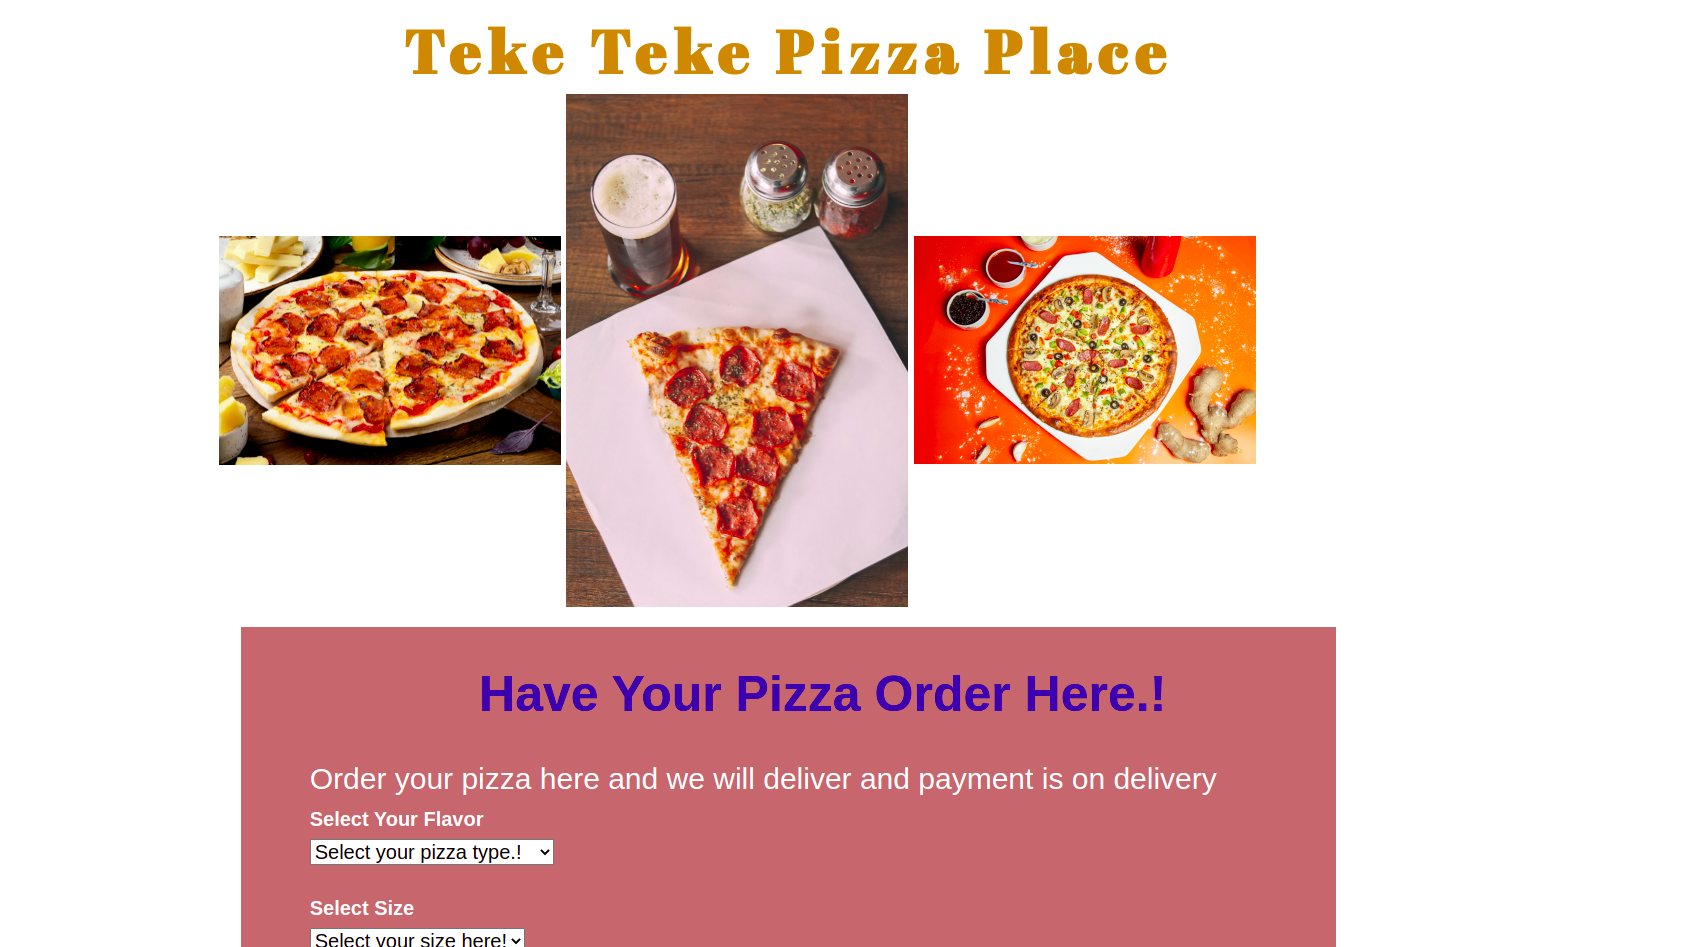 Teke Teke Pizza Place
Have Your Pizza Order Here.!
Order your pizza here and we will deliver and payment is on delivery
Select Your Flavor
Select your pizza type.!
Select Size
Select your size here!